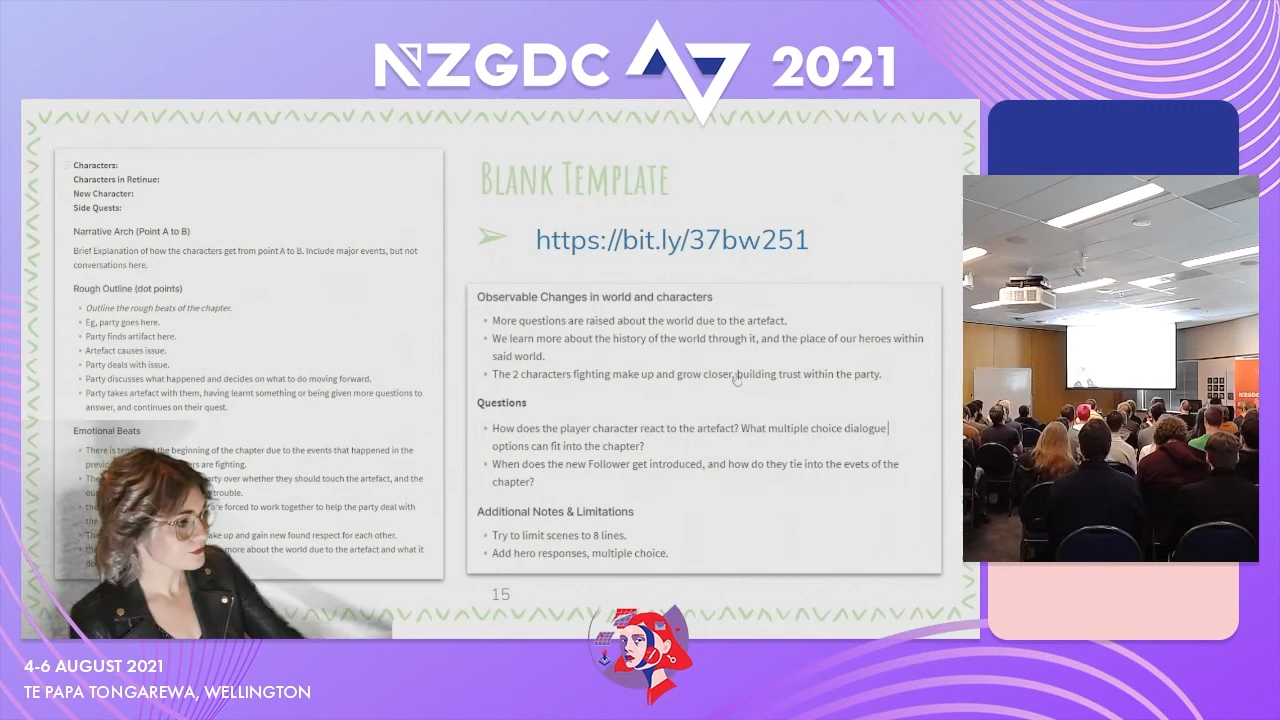 NZGDC 2021
Characters:
Characters in Retinue:
New Character:
Side Quests:
Narrative Arch (Point A to B)
Brief Explanation of how the characters get from point A to B. Include major events, but not
conversations here.
Rough Outline (dot points)
Outline the rough beats of the chapter.
Eg, party goes here.
Party finds artifact here.
Artefact causes issue.
Party deals with issue.
Party discusses what happened and decides on what to do moving forward.
Party takes artefact with them, having learnt something or being given more questions to
answer, and continues on their quest.
Emotional Beats
There is the beginning of the chapter due to the events that happened in the
are fighting.
over whether they should touch the artefact, and the
trouble.
forced to work together to help the party deal with
up and gain new found respect for each other.
more about the world due to the artefact and what it
BLANK TEMPLATE
https://bit.ly/37bw251
Observable Changes in world and characters
More questions are raised about the world due to the artefact.
We learn more about the history of the world through it, and the place of our heroes within
said world.
The 2 characters fighting make up and grow closer, building trust within the party.
Questions
How does the player character react to the artefact? What multiple choice dialogue
options can fit into the chapter?
When does the new Follower get introduced, and how do they tie into the evets of the
chapter?
Additional Notes & Limitations
Try to limit scenes to 8 lines.
Add hero responses, multiple choice.
15
NZGDC
4-6 AUGUST 2021
TE PAPA TONGAREWA, WELLINGTON